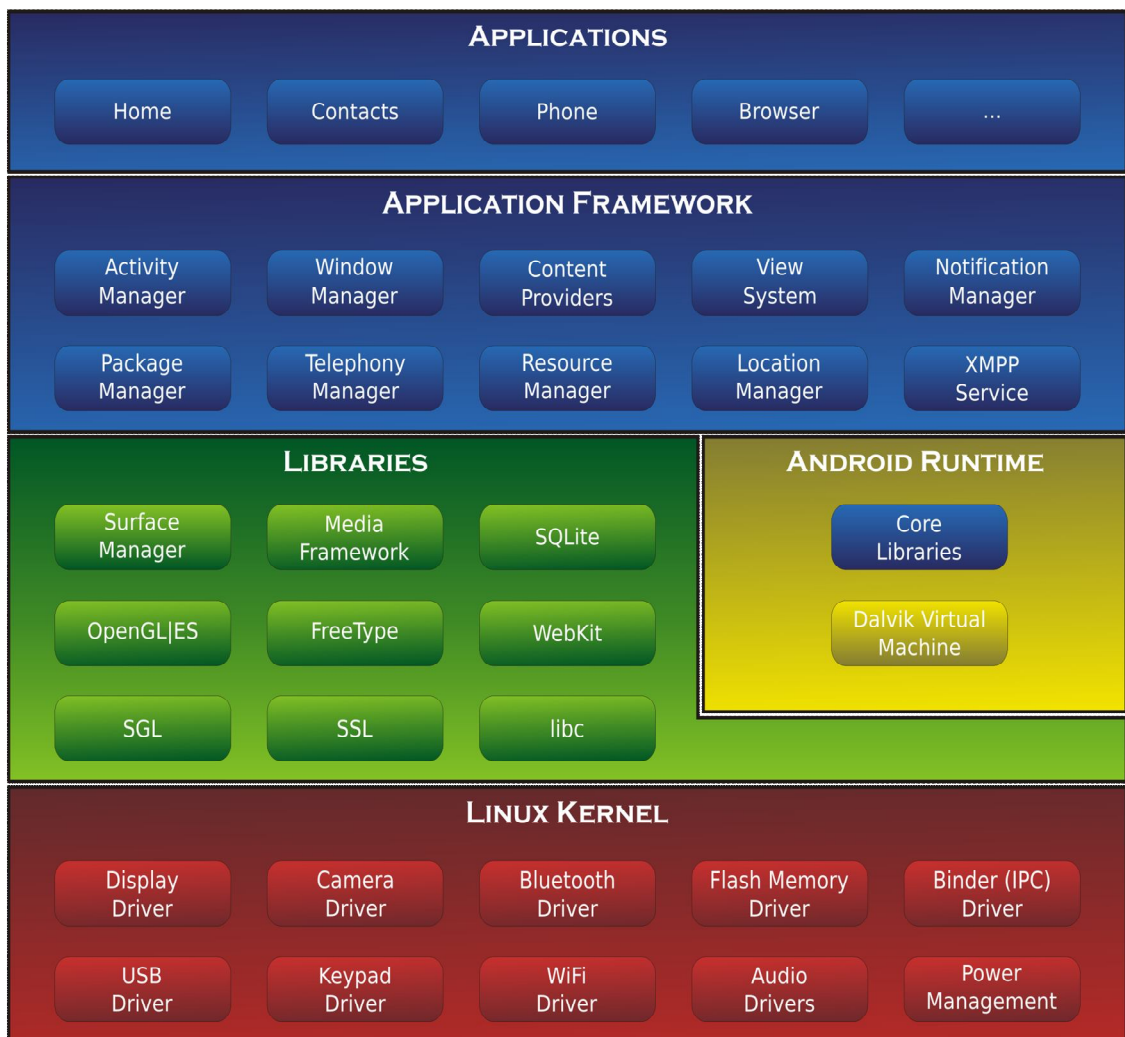 APPLICATIONS
Home
Contacts
Phone
Browser
...
APPLICATION FRAMEWORK
Activity
Manager
Window
Manager
Content
Providers
View
System
Notification
Manager
Package
Manager
Telephony
Manager
Resource
Manager
Location
Manager
XMPP
Service
LIBRARIES
Surface
Manager
Media
Framework
SQLite
OpenGL|ES
FreeType
WebKit
SGL
SSL
libc
ANDROID RUNTIME
Core
Libraries
Dalvik Virtual
Machine
LINUX KERNEL
Display
Driver
Camera
Driver
Bluetooth
Driver
Flash Memory
Driver
Binder (IPC)
Driver
USB
Driver
Keypad
Driver
WiFi
Driver
Audio
Drivers
Power
Management